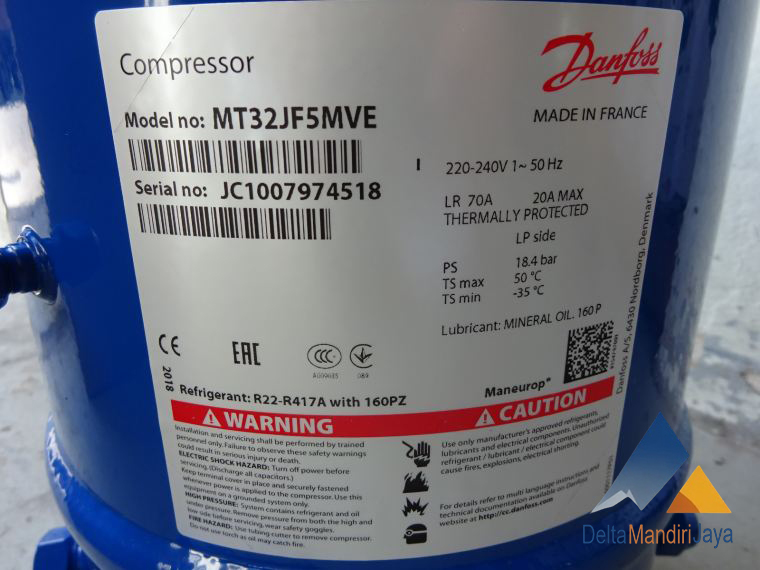 Compressor
Danfoss
MADE IN FRANCE
Model no: MT32JF5MVE
Serial no: JC1007974518
I 220-240V 1~ 50 Hz
LR 70A 20A MAX
THERMALLY PROTECTED
LP side
PS 18.4 bar
TS max 50 °C
TS min -35 °C
Lubricant: MINERAL OIL. 160 P
Danfoss A/S, 6430 Nordborg, Denmark
CE
2018
EAC
CCC
A009035
089
Refrigerant: R22-R417A with 160PZ
Maneurop*
WARNING
Installation and servicing shall be performed by trained
personnel only. Failure to observe these safety warnings
could result in serious injury or death.
ELECTRIC SHOCK HAZARD: Turn off power before
servicing. (Discharge all capacitors.)
Keep terminal cover in place and securely fastened
whenever power is applied to the compressor. Use this
equipment on a grounded system only.
HIGH PRESSURE: System contains refrigerant and oil
under pressure. Remove pressure from both the high and
low side before servicing, wear safety goggles.
FIRE HAZARD: Use tubing cutter to remove compressor.
Do not use torch as oil may catch fire.
CAUTION
Use only manufacturer's approved refrigerants,
lubricants and electrical components. Unauthorized
refrigerant / lubricant / electrical component could
cause fires, explosions, electrical shorting.
For details refer to multi language instructions and
technical documentation available on Danfoss
website at http://cc.danfoss.com
DeltaMandiriJaya